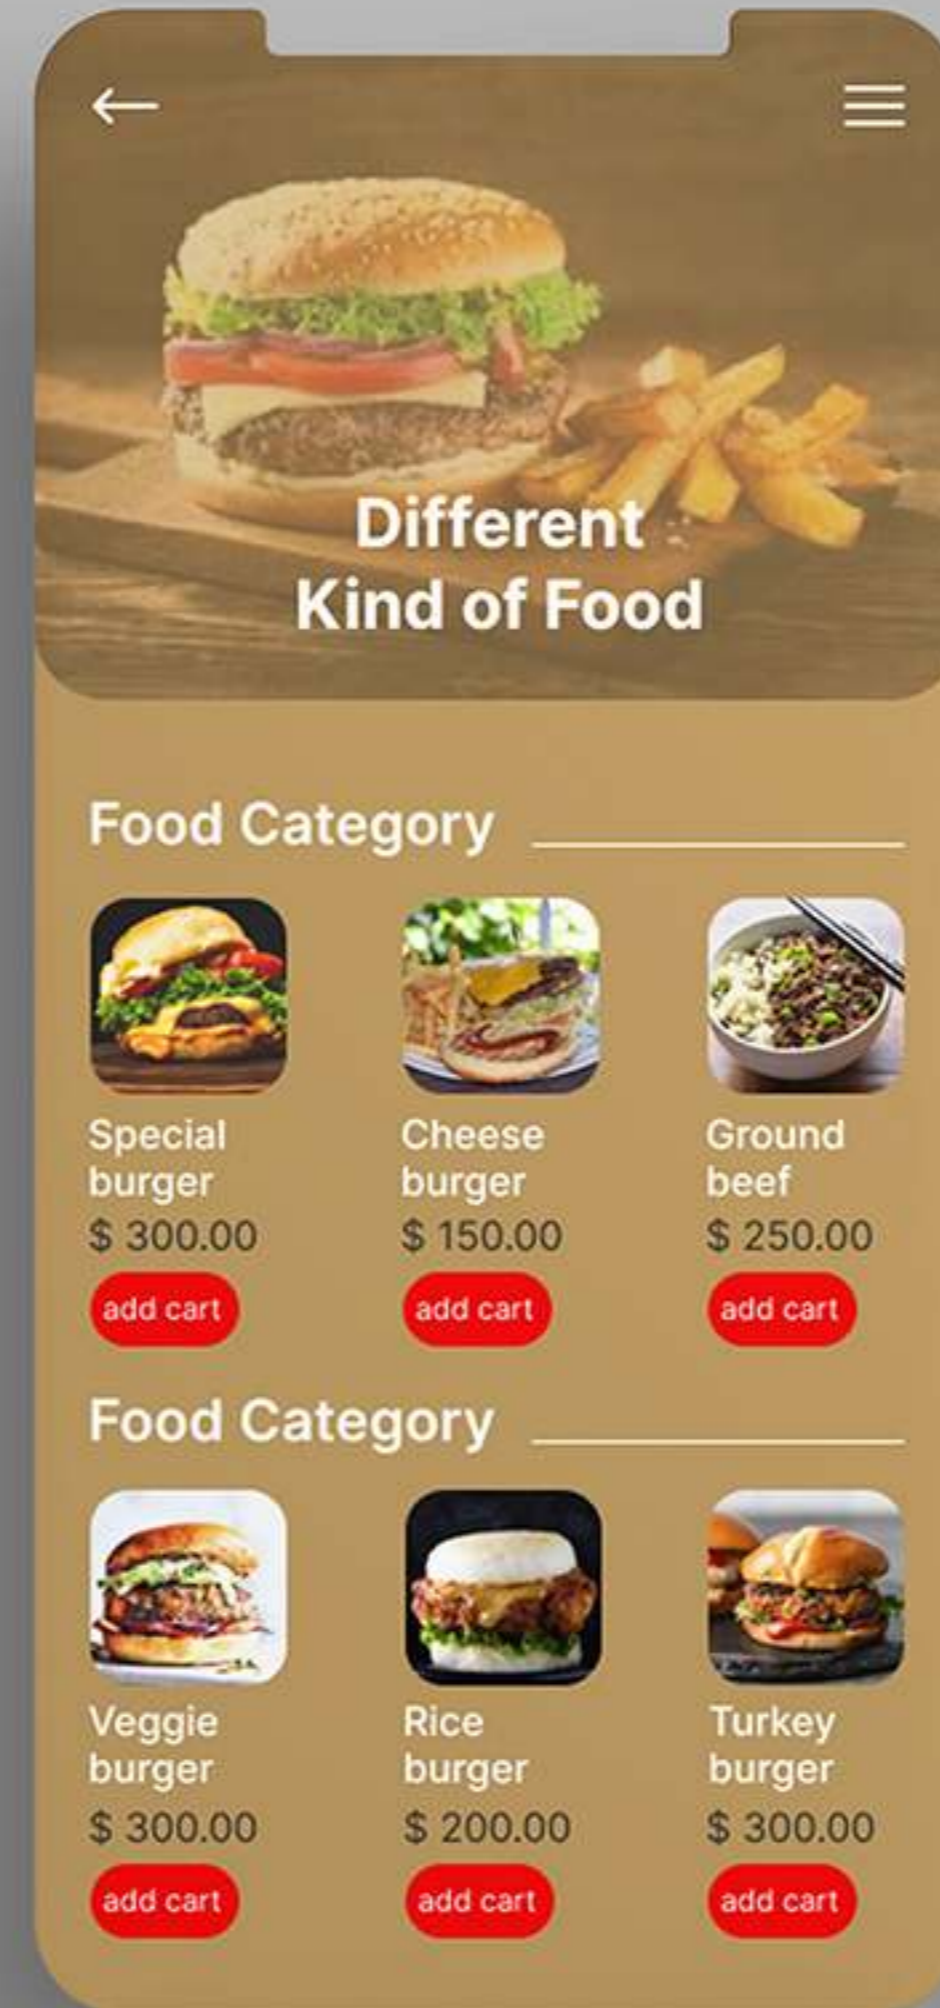 Different
Kind of Food
Food Category
Special
burger
$ 300.00
add cart
Cheese
burger
$ 150.00
add cart
Ground
beef
$ 250.00
add cart
Food Category
Veggie
burger
$ 300.00
add cart
Rice
burger
$ 200.00
add cart
Turkey
burger
$ 300.00
add cart